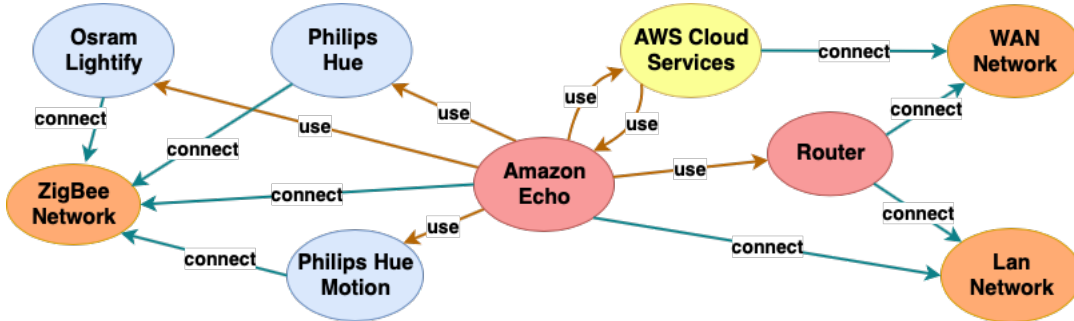 Osram
Lightify
Philips
Hue
AWS Cloud
Services
connect
WAN
Network
connect
use
use
use
use
connect
connect
Router
Amazon
Echo
use
ZigBee
Network
connect
connect
use
connect
connect
Philips Hue
Motion
Lan
Network